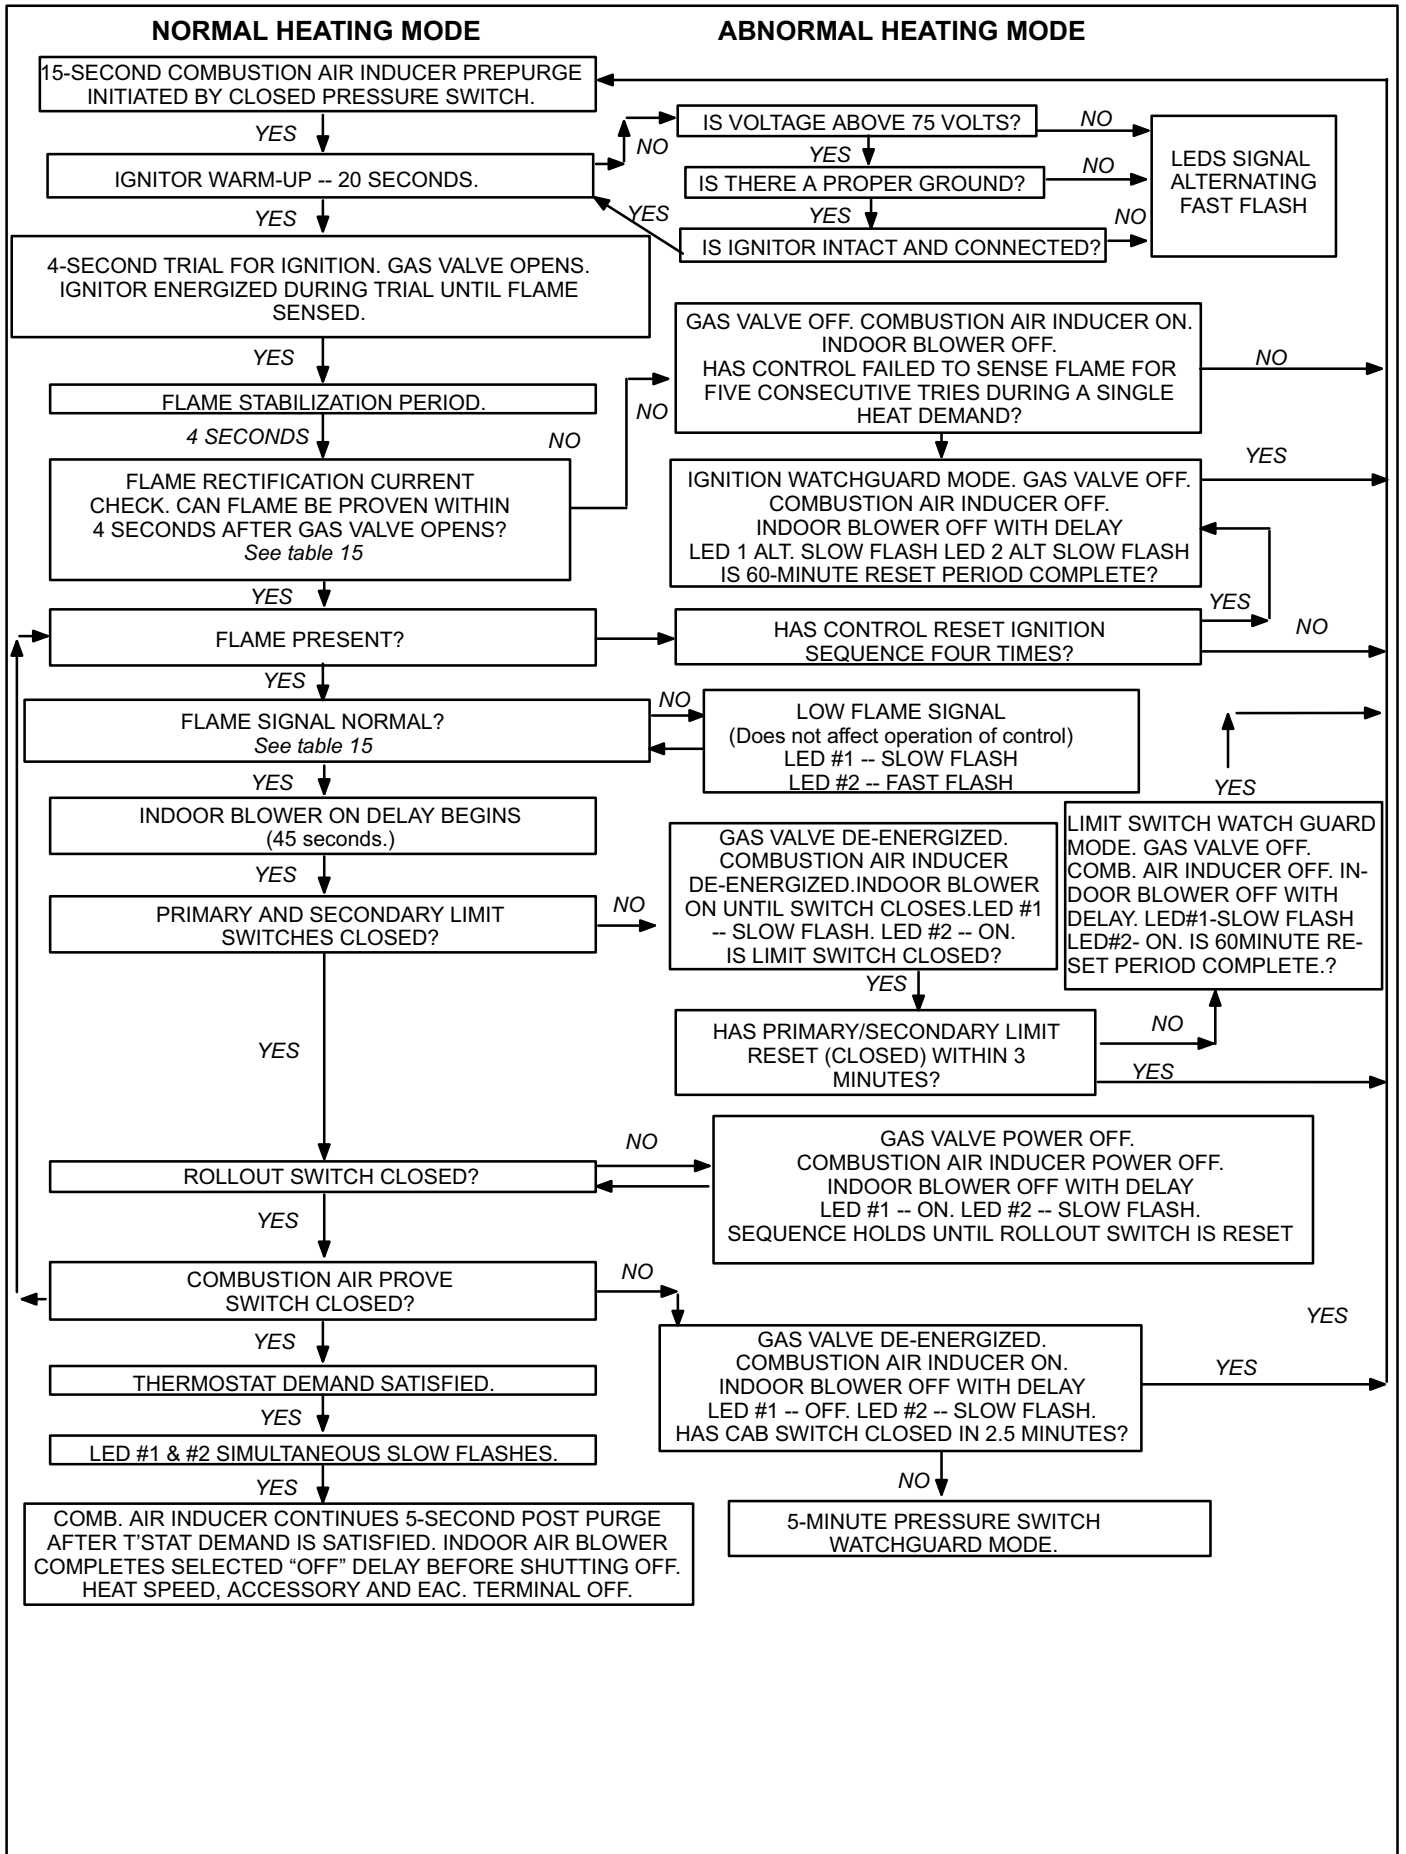 NORMAL HEATING MODE
ABNORMAL HEATING MODE
15-SECOND COMBUSTION AIR INDUCER PREPURGE
INITIATED BY CLOSED PRESSURE SWITCH.
YES
IGNITOR WARM-UP -- 20 SECONDS.
NO
IS VOLTAGE ABOVE 75 VOLTS?
NO
YES
IS THERE A PROPER GROUND?
NO
YES
IS IGNITOR INTACT AND CONNECTED?
NO
YES
LEDS SIGNAL
ALTERNATING
FAST FLASH
YES
4-SECOND TRIAL FOR IGNITION. GAS VALVE OPENS.
IGNITOR ENERGIZED DURING TRIAL UNTIL FLAME
SENSED.
YES
FLAME STABILIZATION PERIOD.
4 SECONDS
NO
NO
FLAME RECTIFICATION CURRENT
CHECK. CAN FLAME BE PROVEN WITHIN
4 SECONDS AFTER GAS VALVE OPENS?
See table 15
GAS VALVE OFF. COMBUSTION AIR INDUCER ON.
INDOOR BLOWER OFF.
HAS CONTROL FAILED TO SENSE FLAME FOR
FIVE CONSECUTIVE TRIES DURING A SINGLE
HEAT DEMAND?
NO
IGNITION WATCHGUARD MODE. GAS VALVE OFF.
COMBUSTION AIR INDUCER OFF.
INDOOR BLOWER OFF WITH DELAY
LED 1 ALT. SLOW FLASH LED 2 ALT SLOW FLASH
IS 60-MINUTE RESET PERIOD COMPLETE?
YES
YES
FLAME PRESENT?
HAS CONTROL RESET IGNITION
SEQUENCE FOUR TIMES?
YES
NO
YES
FLAME SIGNAL NORMAL?
See table 15
NO
LOW FLAME SIGNAL
(Does not affect operation of control)
LED #1 -- SLOW FLASH
LED #2 -- FAST FLASH
YES
INDOOR BLOWER ON DELAY BEGINS
(45 seconds.)
YES
PRIMARY AND SECONDARY LIMIT
SWITCHES CLOSED?
NO
GAS VALVE DE-ENERGIZED.
COMBUSTION AIR INDUCER
DE-ENERGIZED.INDOOR BLOWER
ON UNTIL SWITCH CLOSES.LED #1
-- SLOW FLASH. LED #2 -- ON.
IS LIMIT SWITCH CLOSED?
YES
YES
LIMIT SWITCH WATCH GUARD
MODE. GAS VALVE OFF.
COMB. AIR INDUCER OFF. IN-
DOOR BLOWER OFF WITH
DELAY. LED#1-SLOW FLASH
LED#2- ON. IS 60MINUTE RE-
SET PERIOD COMPLETE.?
HAS PRIMARY/SECONDARY LIMIT
RESET (CLOSED) WITHIN 3
MINUTES?
NO
YES
YES
ROLLOUT SWITCH CLOSED?
NO
GAS VALVE POWER OFF.
COMBUSTION AIR INDUCER POWER OFF.
INDOOR BLOWER OFF WITH DELAY
LED #1 -- ON. LED #2 -- SLOW FLASH.
SEQUENCE HOLDS UNTIL ROLLOUT SWITCH IS RESET
YES
COMBUSTION AIR PROVE
SWITCH CLOSED?
NO
GAS VALVE DE-ENERGIZED.
COMBUSTION AIR INDUCER ON.
INDOOR BLOWER OFF WITH DELAY
LED #1 -- OFF. LED #2 -- SLOW FLASH.
HAS CAB SWITCH CLOSED IN 2.5 MINUTES?
YES
YES
NO
5-MINUTE PRESSURE SWITCH
WATCHGUARD MODE.
YES
THERMOSTAT DEMAND SATISFIED.
YES
LED #1 & #2 SIMULTANEOUS SLOW FLASHES.
YES
COMB. AIR INDUCER CONTINUES 5-SECOND POST PURGE
AFTER T'STAT DEMAND IS SATISFIED. INDOOR AIR BLOWER
COMPLETES SELECTED “OFF” DELAY BEFORE SHUTTING OFF.
HEAT SPEED, ACCESSORY AND EAC. TERMINAL OFF.